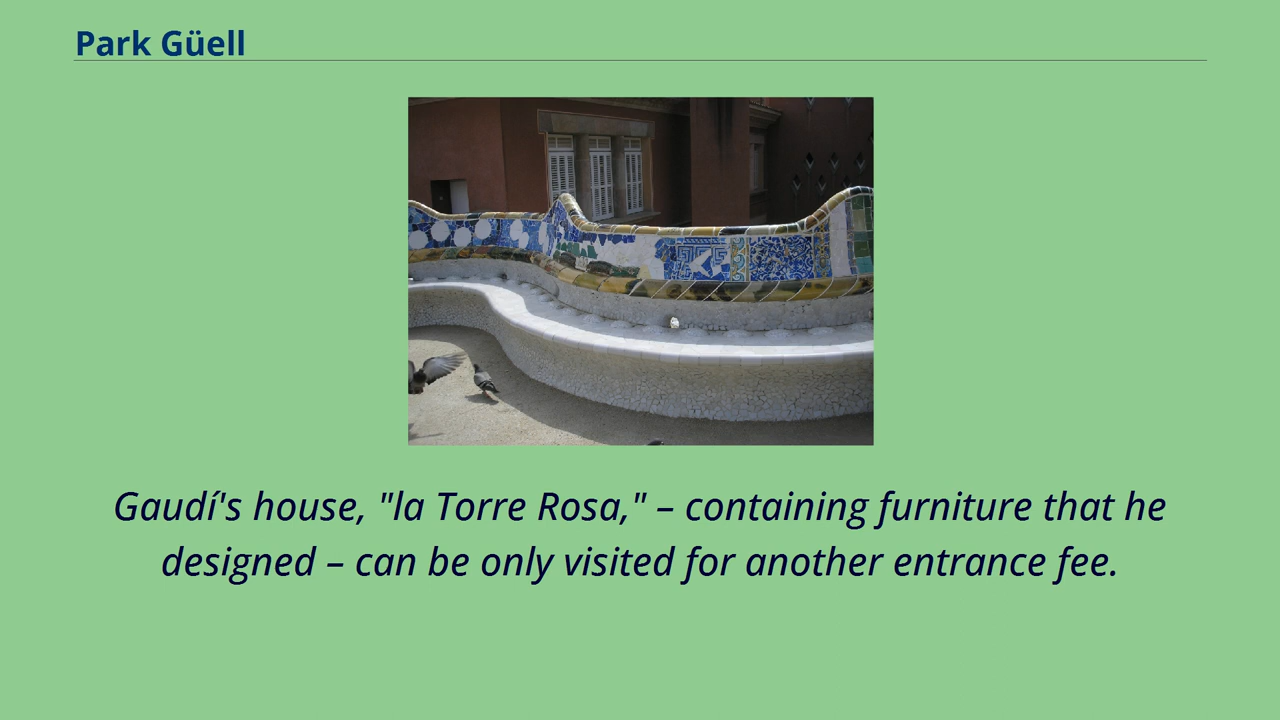 Park Güell
Gaudí's house, "la Torre Rosa," – containing furniture that he
designed – can be only visited for another entrance fee.